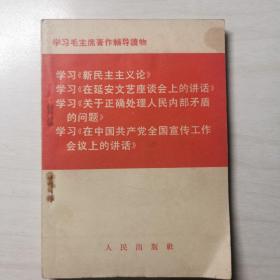 学习毛主席著作輔导讀物
学习《新民主主义论》
学习《在延安文艺座谈会上的讲话》
学习《关于正确处理人民内部矛盾
的问题》
学习《在中国共产党全国宣传工作
会议上的讲话》
人民出版社